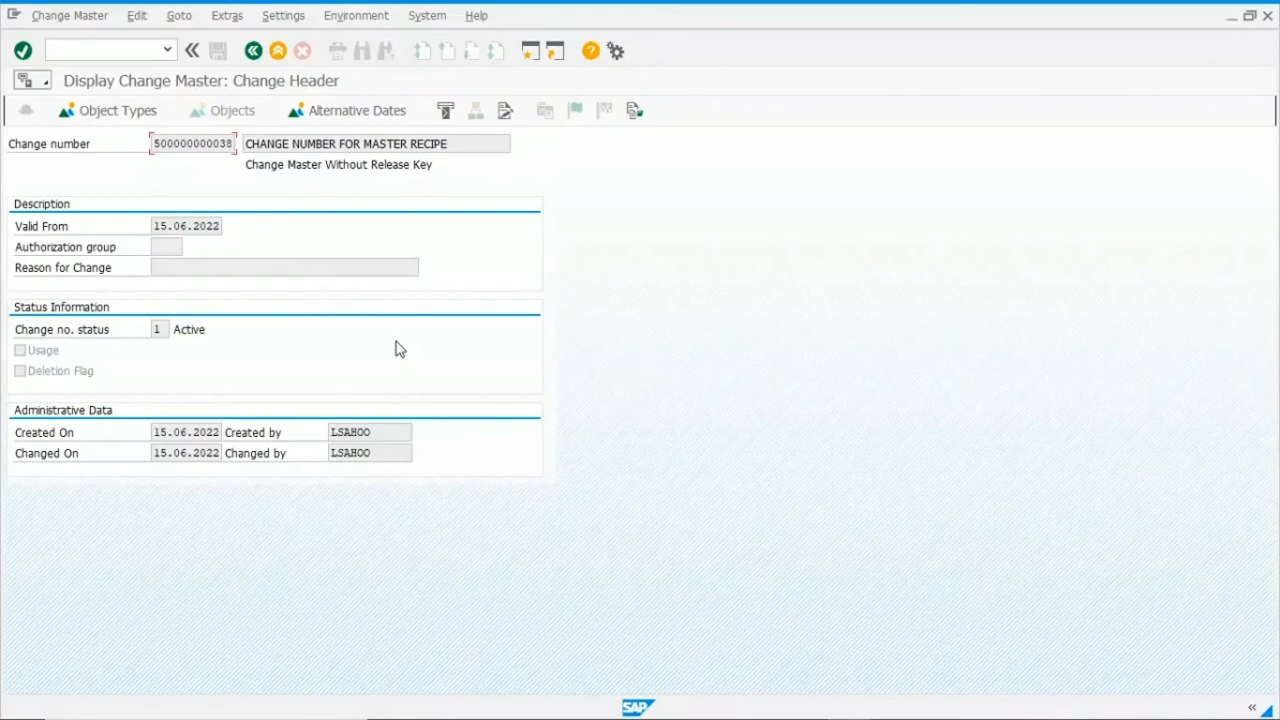 Change Master Edit Goto Extras Settings Environment System Help
Display Change Master: Change Header
Object Types Objects Alternative Dates
Change number 500000000038 CHANGE NUMBER FOR MASTER RECIPE
Change Master Without Release Key
Description
Valid From 15.06.2022
Authorization group
Reason for Change
Status Information
Change no. status 1 Active
Usage
Deletion Flag
Administrative Data
Created On 15.06.2022 Created by LSAHOO
Changed On 15.06.2022 Changed by LSAHOO
SAP